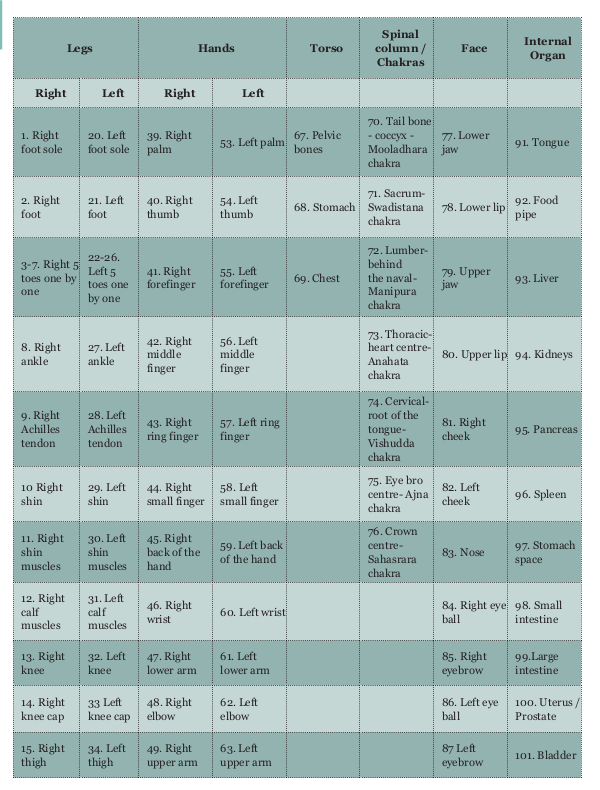 Legs
Hands
Torso
Spinal
column /
Chakras
Face
Internal
Organ
Right
Left
Right
Left
1. Right
foot sole
20. Left
foot sole
39. Right
palm
53. Left palm
67. Pelvic
bones
70. Tail bone
- coccyx -
Mooladhara
chakra
77. Lower
jaw
91. Tongue
2. Right
foot
21. Left
foot
40. Right
thumb
54. Left
thumb
68. Stomach
71. Sacrum-
Swadistana
chakra
78. Lower lip
92. Food
pipe
3-7. Right 5
toes one by
one
22-26.
Left 5
toes one
by one
41. Right
forefinger
55. Left
forefinger
69. Chest
72. Lumber-
behind
the naval-
Manipura
chakra
79. Upper
jaw
93. Liver
8. Right
ankle
27. Left
ankle
42. Right
middle
finger
56. Left
middle
finger
73. Thoracic-
heart centre-
Anahata
chakra
80. Upper lip
94. Kidneys
9. Right
Achilles
tendon
28. Left
Achilles
tendon
43. Right
ring finger
57. Left ring
finger
74. Cervical-
root of the
tongue-
Vishudda
chakra
81. Right
cheek
95. Pancreas
10 Right
shin
29. Left
shin
44. Right
small finger
58. Left
small finger
75. Eye bro
centre- Ajna
chakra
82. Left
cheek
96. Spleen
11. Right
shin
muscles
30. Left
shin
muscles
45. Right
back of the
hand
59. Left back
of the hand
76. Crown
centre-
Sahasrara
chakra
83. Nose
97. Stomach
space
12. Right
calf
muscles
31. Left
calf
muscles
46. Right
wrist
60. Left wrist
84. Right eye
ball
98. Small
intestine
13. Right
knee
32. Left
knee
47. Right
lower arm
61. Left
lower arm
85. Right
eyebrow
99.Large
intestine
14. Right
knee cap
33 Left
knee cap
48. Right
elbow
62. Left
elbow
86. Left eye
ball
100. Uterus /
Prostate
15. Right
thigh
34. Left
thigh
49. Right
upper arm
63. Left
upper arm
87 Left
eyebrow
101. Bladder